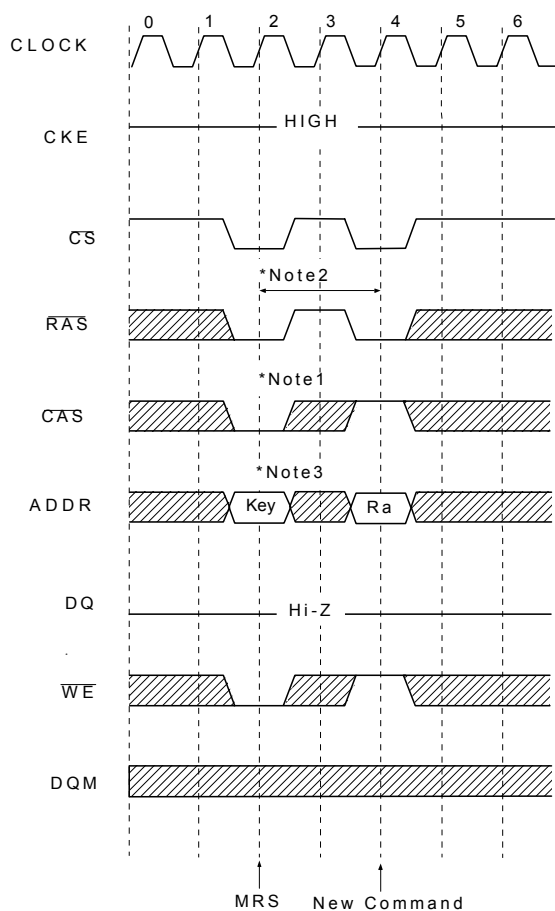 0 1 2 3 4 5 6
CLOCK
HIGH
CKE
CS
*Note2
RAS
*Note1
CAS
*Note3
ADDR Key Ra
DQ
Hi-Z
WE
DQM
MRS New Command